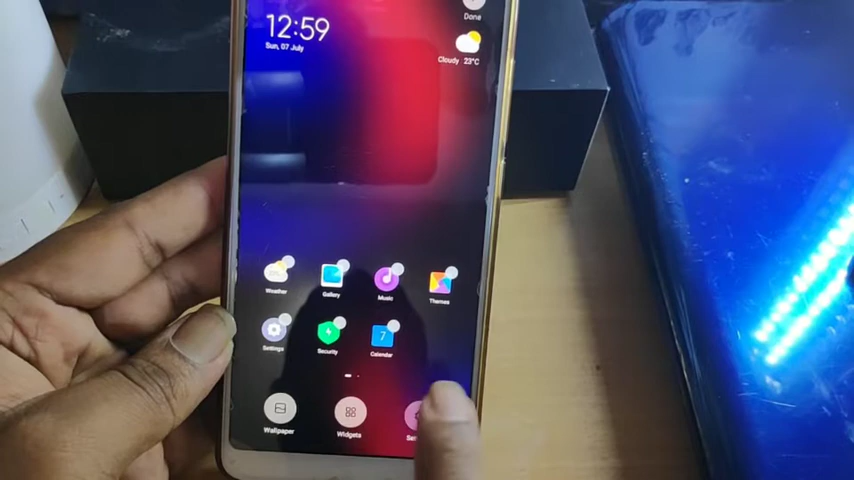 Done
12:59
Sun, 07 July
Cloudy 23°C
Weather
Gallery
Music
Themes
Settings
Security
7
Calendar
Wallpaper
Widgets